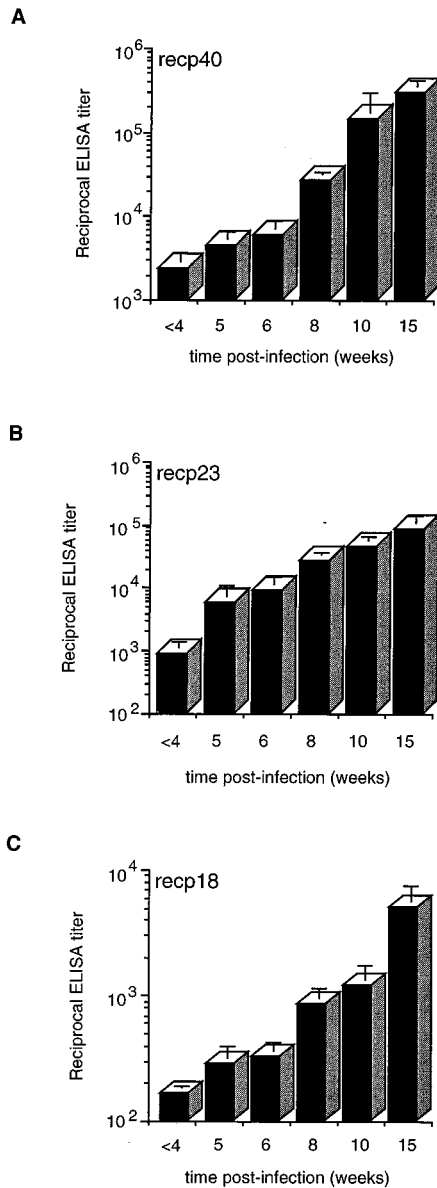 A
recp40
Reciprocal ELISA titer
10^6
10^5
10^4
10^3
<4 5 6 8 10 15
time post-infection (weeks)
B
recp23
Reciprocal ELISA titer
10^6
10^5
10^4
10^3
10^2
<4 5 6 8 10 15
time post-infection (weeks)
C
recp18
Reciprocal ELISA titer
10^4
10^3
10^2
<4 5 6 8 10 15
time post-infection (weeks)